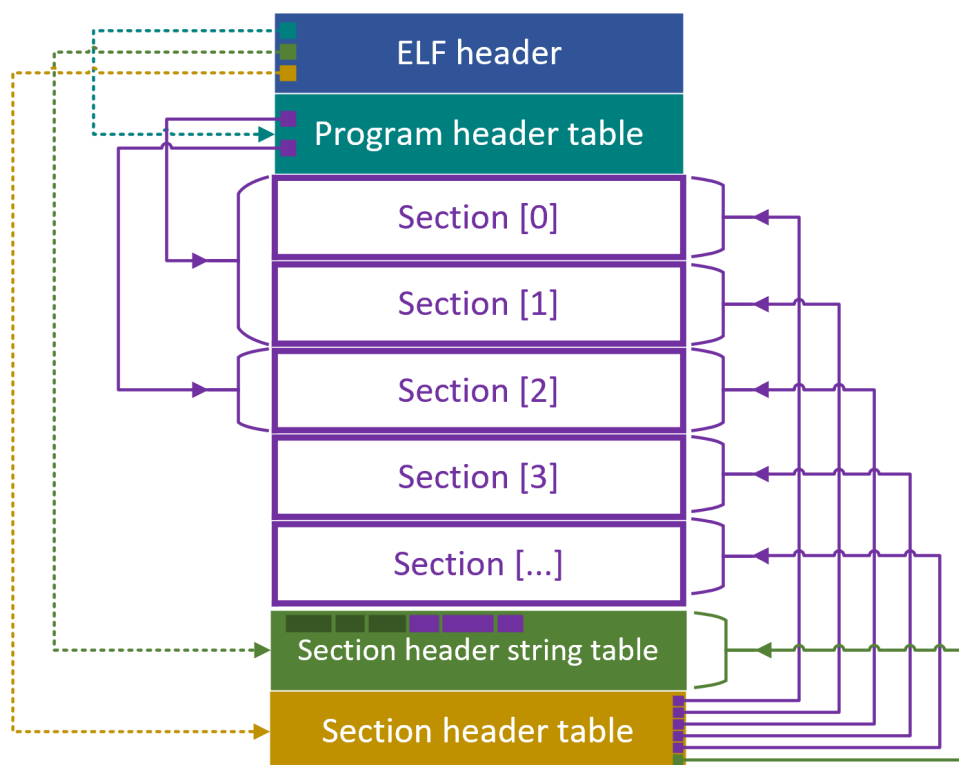 ELF header
Program header table
Section [0]
Section [1]
Section [2]
Section [3]
Section [...]
Section header string table
Section header table